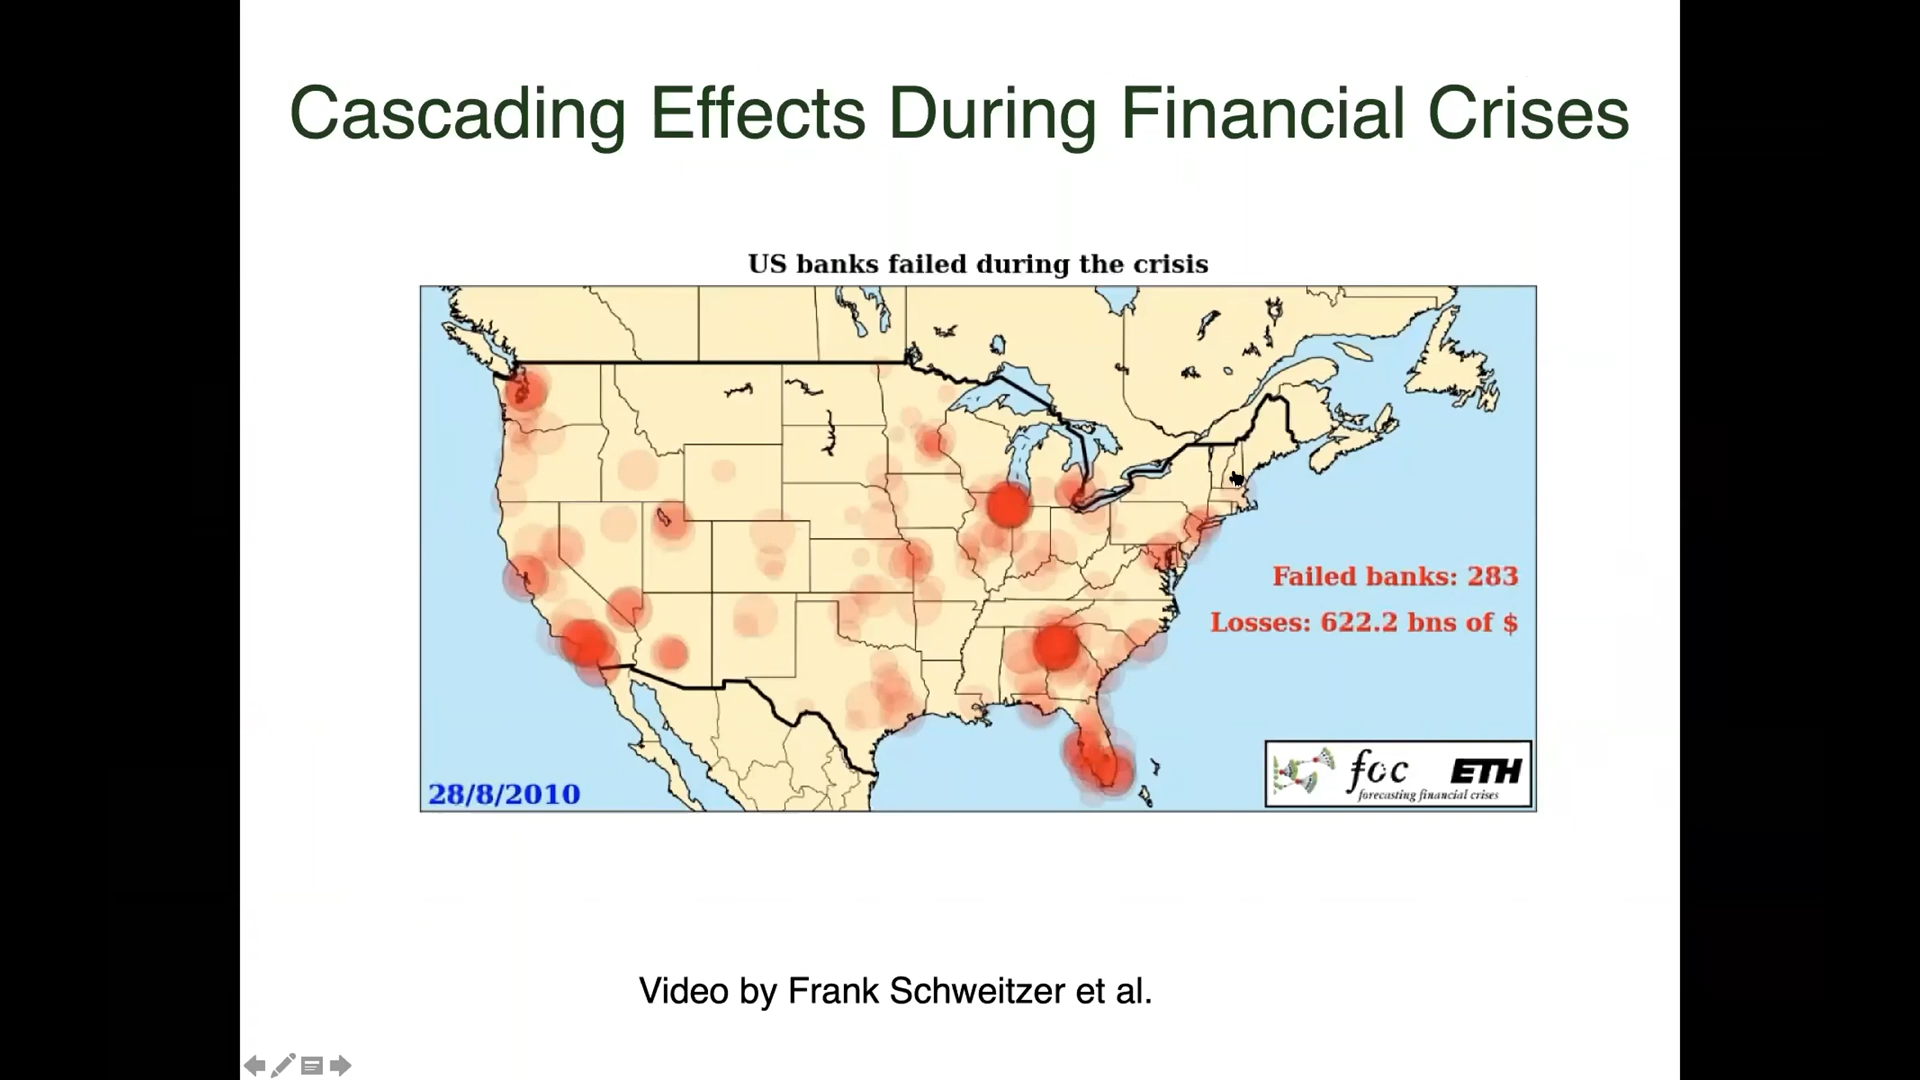 Cascading Effects During Financial Crises
US banks failed during the crisis
Failed banks: 283
Losses: 622.2 bns of $
28/8/2010
foc ETH
forecasting financial crises
Video by Frank Schweitzer et al.